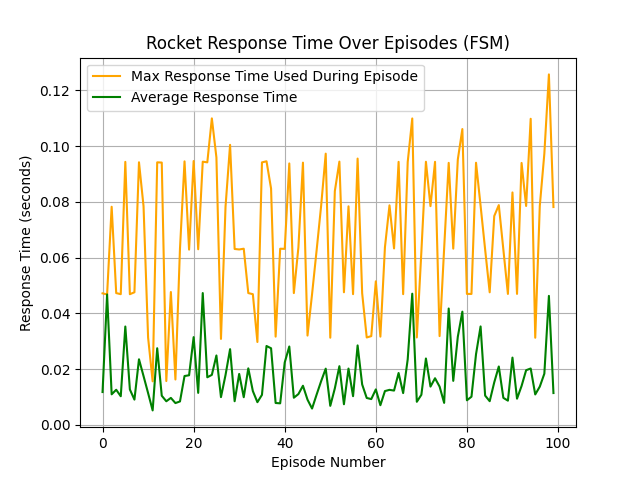 Rocket Response Time Over Episodes (FSM)
Max Response Time Used During Episode
Average Response Time
Response Time (seconds)
0.12
0.10
0.08
0.06
0.04
0.02
0.00
0 20 40 60 80 100
Episode Number